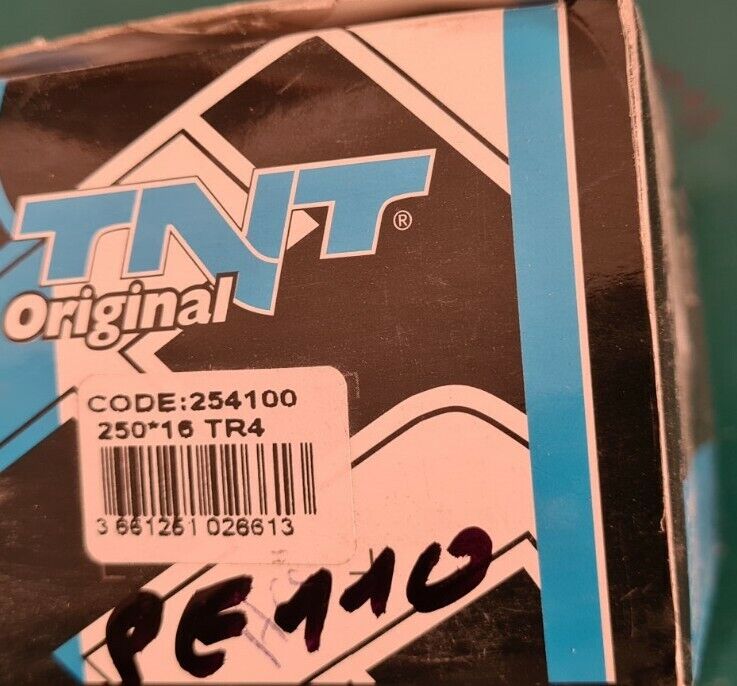 TNT®
Original
CODE:254100
250*16 TR4
3 661261 026613
PE110